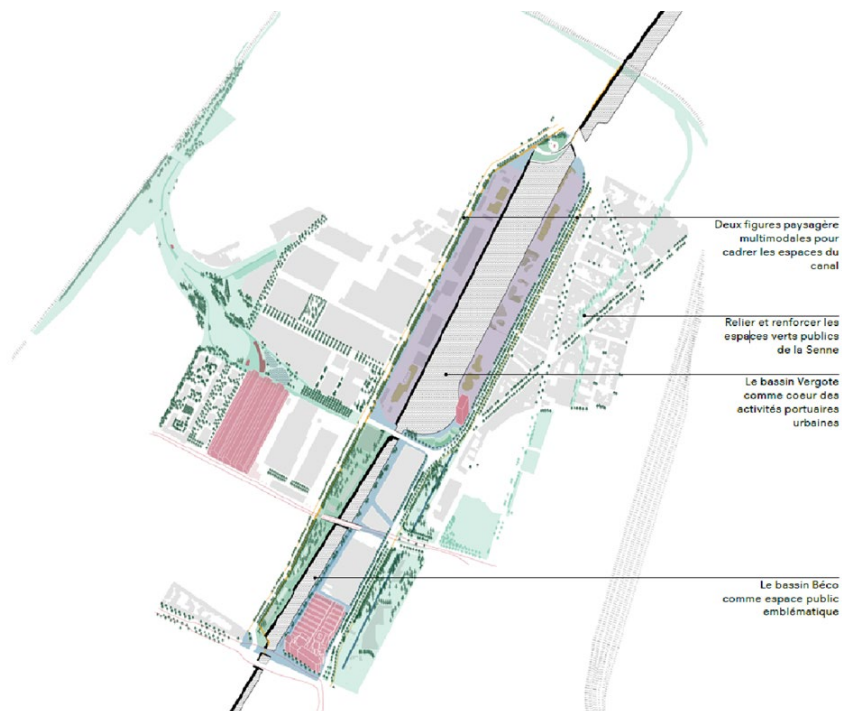 Deux figures paysagère
multimodales pour
cadrer les espaces du
canal
Relier et renforcer les
espaces verts publics
de la Senne
Le bassin Vergote
comme coeur des
activités portuaires
urbaines
Le bassin Béco
comme espace public
emblématique